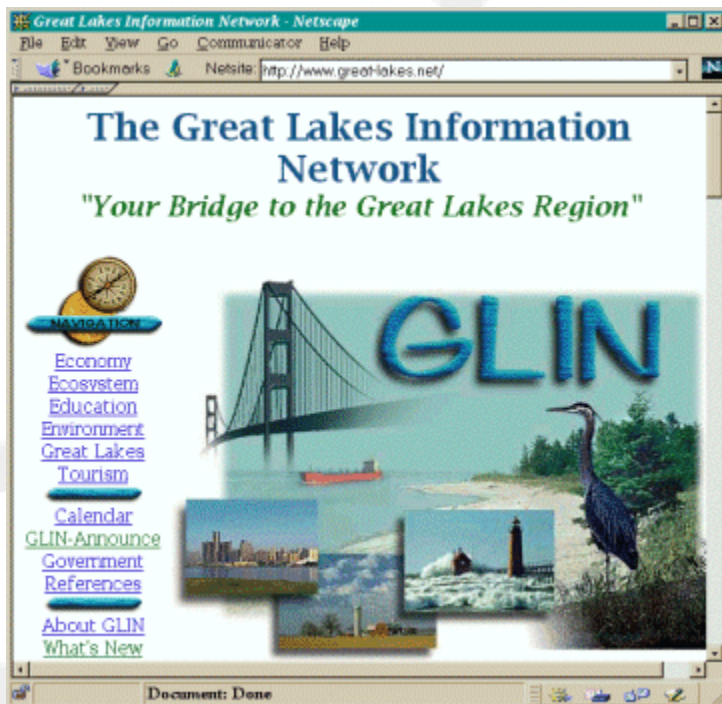 Great Lakes Information Network - Netscape
File Edit View Go Communicator Help
Bookmarks Netsite: http://www.great-lakes.net/
N
The Great Lakes Information
Network
"Your Bridge to the Great Lakes Region"
GLIN
NAVIGATION
Economy
Ecosystem
Education
Environment
Great Lakes
Tourism
Calendar
GLIN-Announce
Government
References
About GLIN
What's New
Document: Done